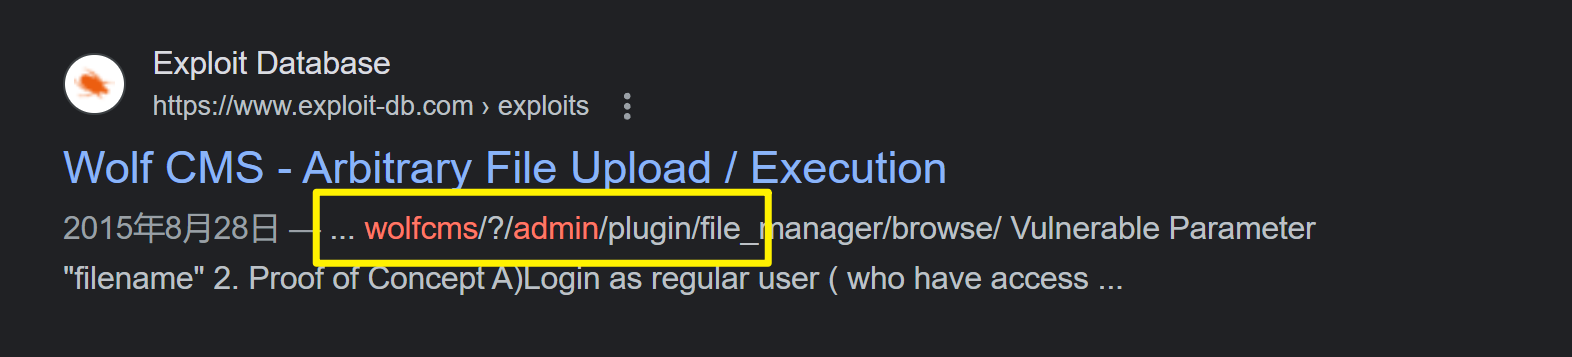 Exploit Database
https://www.exploit-db.com › exploits
Wolf CMS - Arbitrary File Upload / Execution
2015年8月28日 — ... wolfcms/?/admin/plugin/file_manager/browse/ Vulnerable Parameter
"filename" 2. Proof of Concept A)Login as regular user ( who have access ...